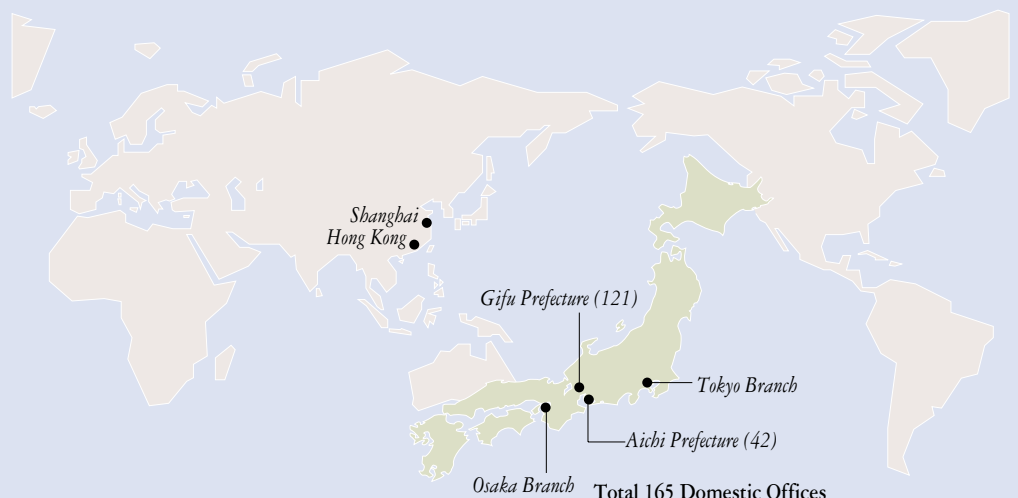 Shanghai
Hong Kong
Gifu Prefecture (121)
Tokyo Branch
Aichi Prefecture (42)
Osaka Branch
Total 165 Domestic Offices